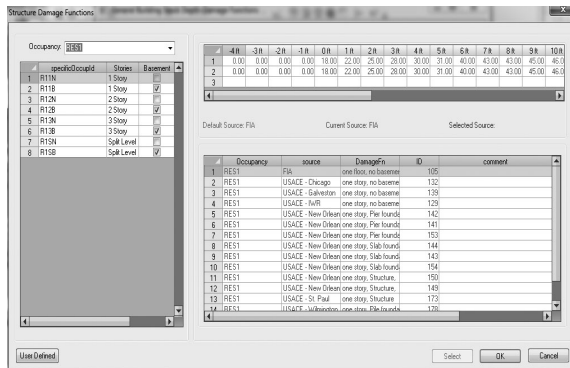 Structure Damage Functions
Occupancy: RES1
specificOccupId Stories Basement
1 R11N 1 Story
2 R11B 1 Story
3 R12N 2 Story
4 R12B 2 Story
5 R13N 3 Story
6 R13B 3 Story
7 R1SN Split Level
8 R1SB Split Level
-4 ft -3 ft -2 ft -1 ft 0 ft 1 ft 2 ft 3 ft 4 ft 5 ft 6 ft 7 ft 8 ft 9 ft 10 ft
1 0.00 0.00 0.00 0.00 18.00 22.00 25.00 28.00 30.00 31.00 40.00 43.00 43.00 45.00 46.0
2 0.00 0.00 0.00 0.00 18.00 22.00 25.00 28.00 30.00 31.00 40.00 43.00 43.00 45.00 46.0
3
Default Source: FIA Current Source: FIA Selected Source:
Occupancy source DamageFn ID comment
1 RES1 FIA one floor, no basemen 105
2 RES1 USACE - Chicago one story, no baseme 132
3 RES1 USACE - Galveston one story, no baseme 139
4 RES1 USACE - IWR one story, no baseme 129
5 RES1 USACE - New Orlean one story, Pier founda 142
6 RES1 USACE - New Orlean one story, Pier founda 141
7 RES1 USACE - New Orlean one story, Pier founda 153
8 RES1 USACE - New Orlean one story, Slab found 144
9 RES1 USACE - New Orlean one story, Slab found 143
10 RES1 USACE - New Orlean one story, Slab found 154
11 RES1 USACE - New Orlean one story, Structure, 150
12 RES1 USACE - New Orlean one story, Structure, 149
13 RES1 USACE - St. Paul one story, Structure 173
14 RES1 USACE - Wilmington one story, Pile founda 178
User Defined Select OK Cancel